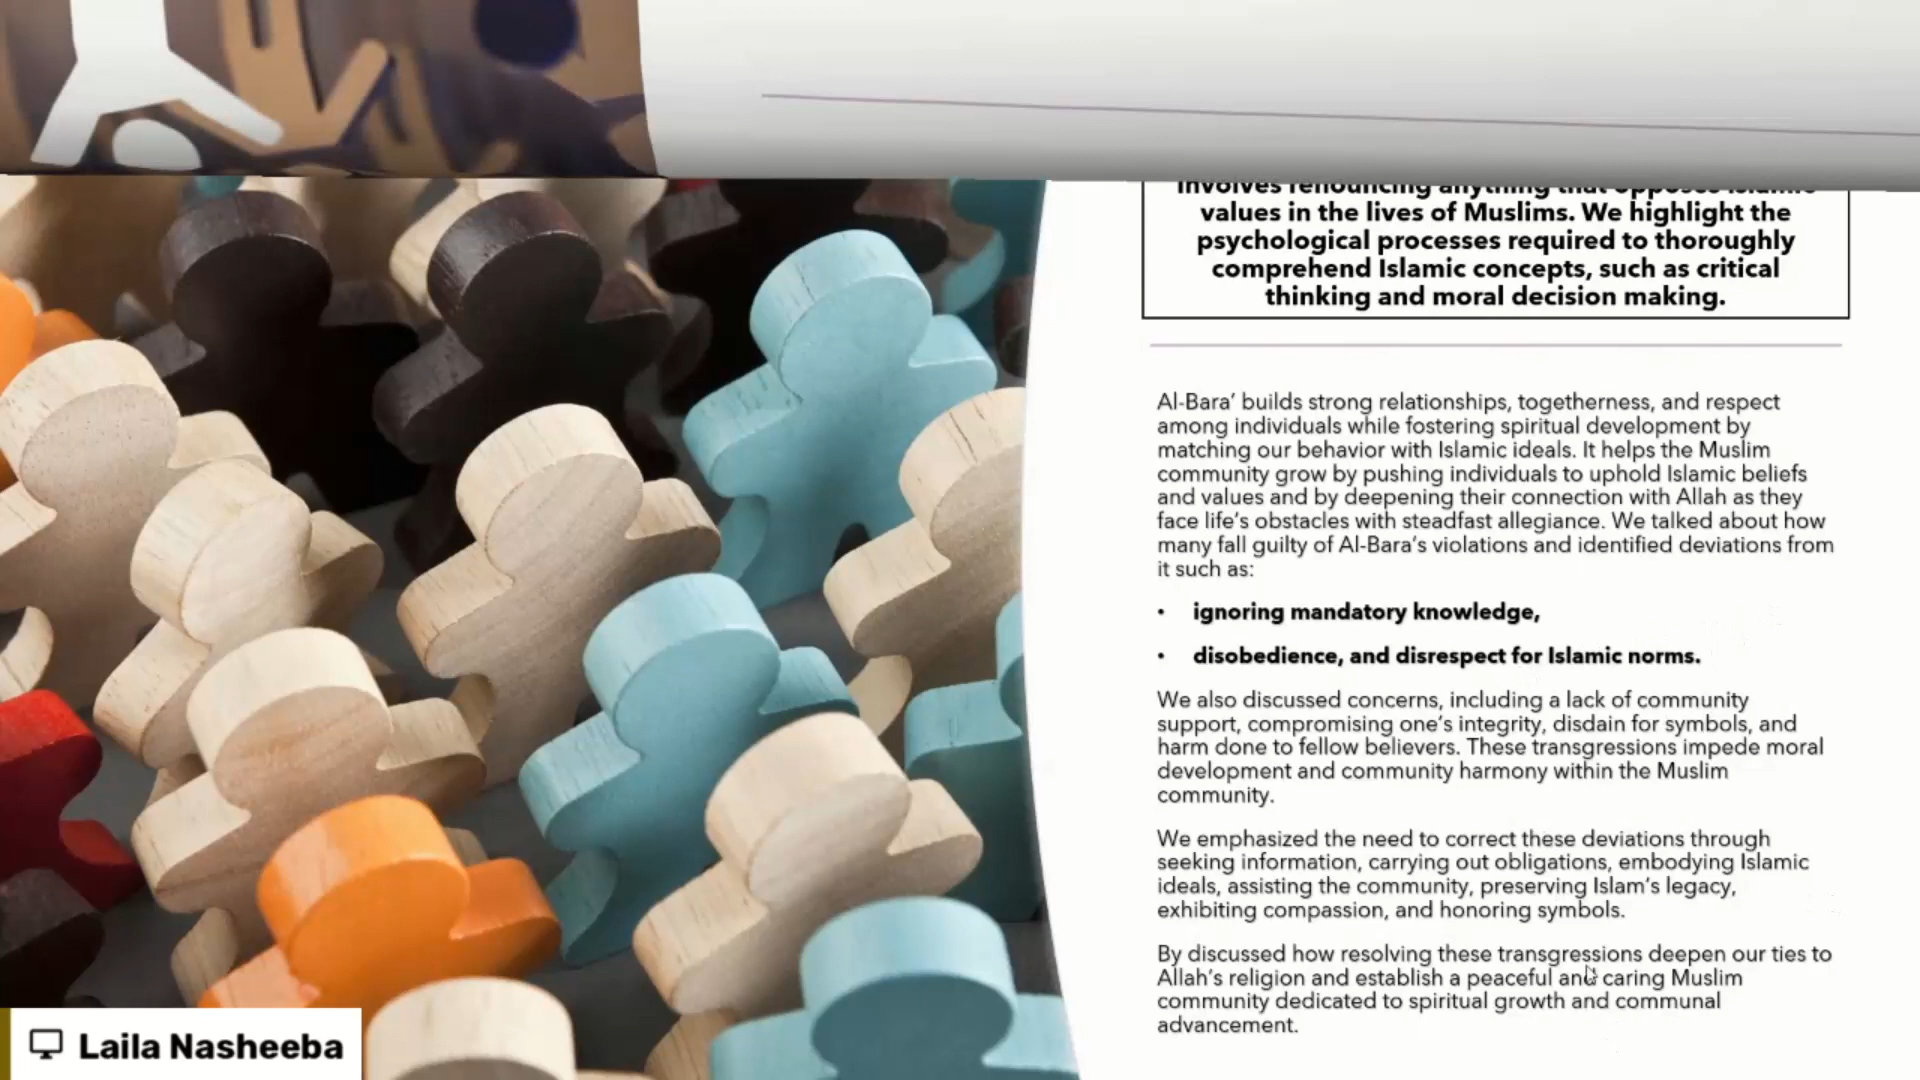 involves renouncing anything that opposes Islamic
values in the lives of Muslims. We highlight the
psychological processes required to thoroughly
comprehend Islamic concepts, such as critical
thinking and moral decision making.
Al-Bara’ builds strong relationships, togetherness, and respect
among individuals while fostering spiritual development by
matching our behavior with Islamic ideals. It helps the Muslim
community grow by pushing individuals to uphold Islamic beliefs
and values and by deepening their connection with Allah as they
face life’s obstacles with steadfast allegiance. We talked about how
many fall guilty of Al-Bara’s violations and identified deviations from
it such as:
• ignoring mandatory knowledge,
• disobedience, and disrespect for Islamic norms.
We also discussed concerns, including a lack of community
support, compromising one’s integrity, disdain for symbols, and
harm done to fellow believers. These transgressions impede moral
development and community harmony within the Muslim
community.
We emphasized the need to correct these deviations through
seeking information, carrying out obligations, embodying Islamic
ideals, assisting the community, preserving Islam’s legacy,
exhibiting compassion, and honoring symbols.
By discussed how resolving these transgressions deepen our ties to
Allah’s religion and establish a peaceful and caring Muslim
community dedicated to spiritual growth and communal
advancement.
Laila Nasheeba